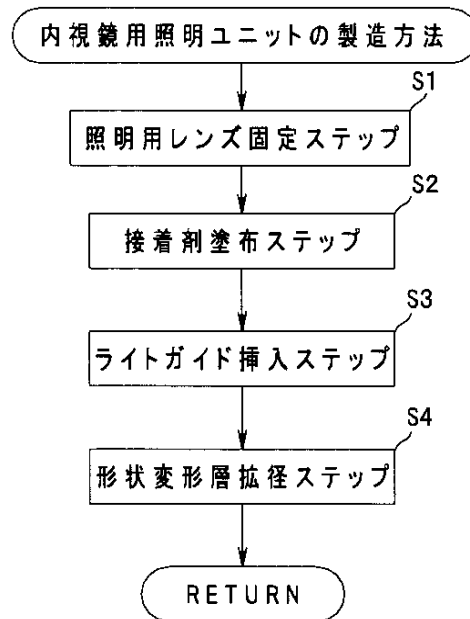 内視鏡用照明ユニットの製造方法
S1
照明用レンズ固定ステップ
S2
接着剤塗布ステップ
S3
ライトガイド挿入ステップ
S4
形状変形層拡径ステップ
RETURN